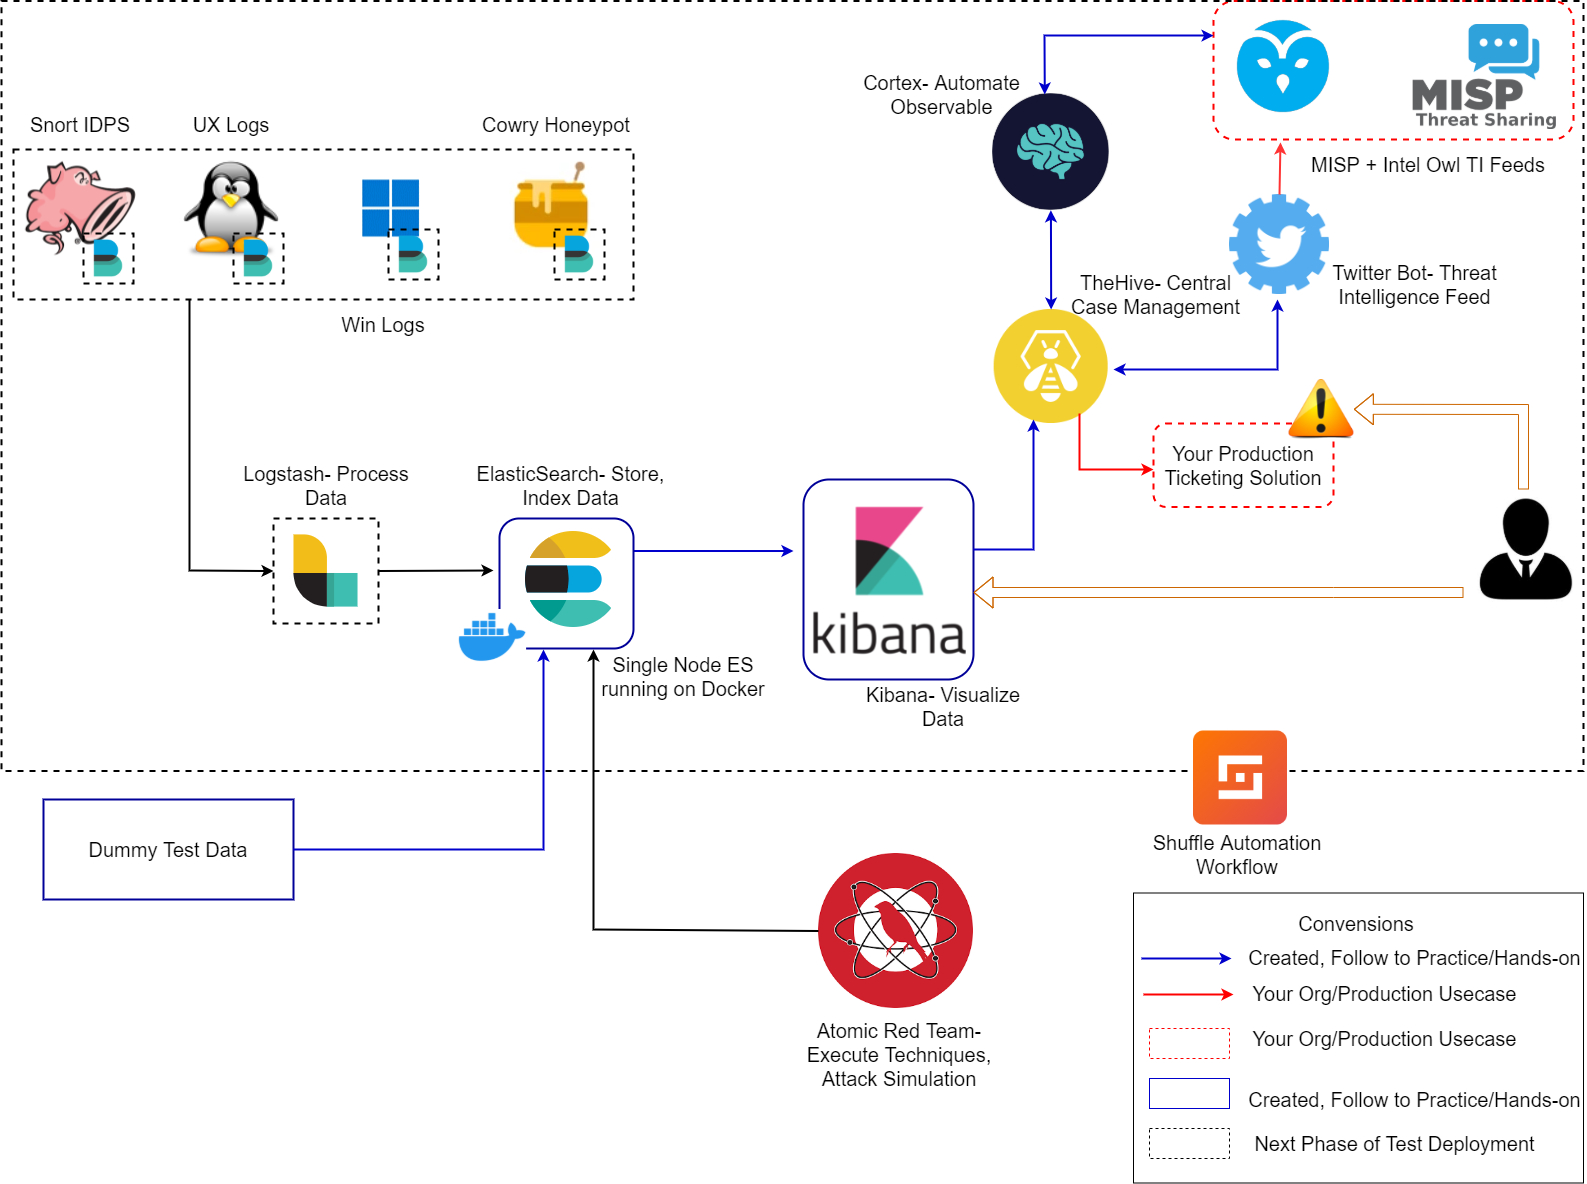 Snort IDPS
UX Logs
Cowry Honeypot
Win Logs
Cortex- Automate
Observable
MISP
Threat Sharing
MISP + Intel Owl TI Feeds
TheHive- Central
Case Management
Twitter Bot- Threat
Intelligence Feed
Your Production
Ticketing Solution
Logstash- Process
Data
ElasticSearch- Store,
Index Data
Single Node ES
running on Docker
kibana
Kibana- Visualize
Data
Dummy Test Data
Shuffle Automation
Workflow
Atomic Red Team-
Execute Techniques,
Attack Simulation
Convensions
Created, Follow to Practice/Hands-on
Your Org/Production Usecase
Your Org/Production Usecase
Created, Follow to Practice/Hands-on
Next Phase of Test Deployment